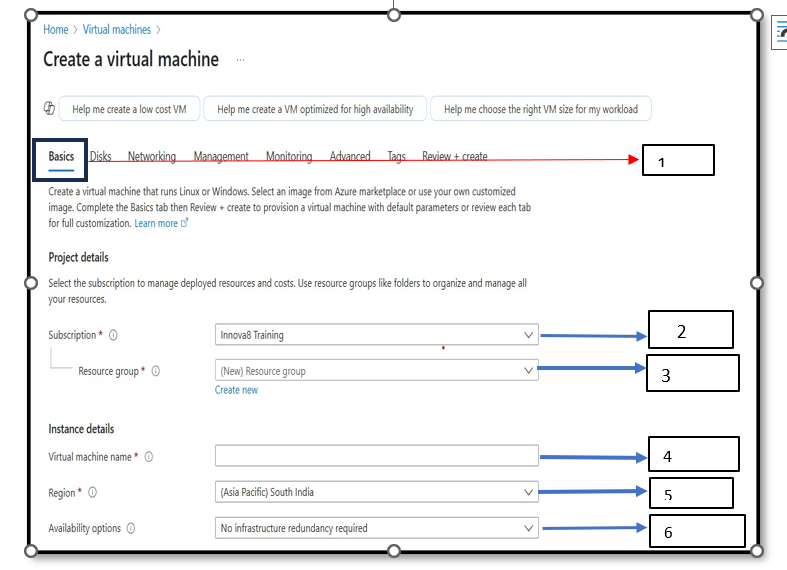 Home > Virtual machines >
Create a virtual machine ...
Help me create a low cost VM Help me create a VM optimized for high availability Help me choose the right VM size for my workload
Basics Disks Networking Management Monitoring Advanced Tags Review + create 1
Create a virtual machine that runs Linux or Windows. Select an image from Azure marketplace or use your own customized
image. Complete the Basics tab then Review + create to provision a virtual machine with default parameters or review each tab
for full customization. Learn more
Project details
Select the subscription to manage deployed resources and costs. Use resource groups like folders to organize and manage all
your resources.
Subscription * Innova8 Training 2
Resource group * (New) Resource group 3
Create new
Instance details
Virtual machine name * 4
Region * (Asia Pacific) South India 5
Availability options No infrastructure redundancy required 6